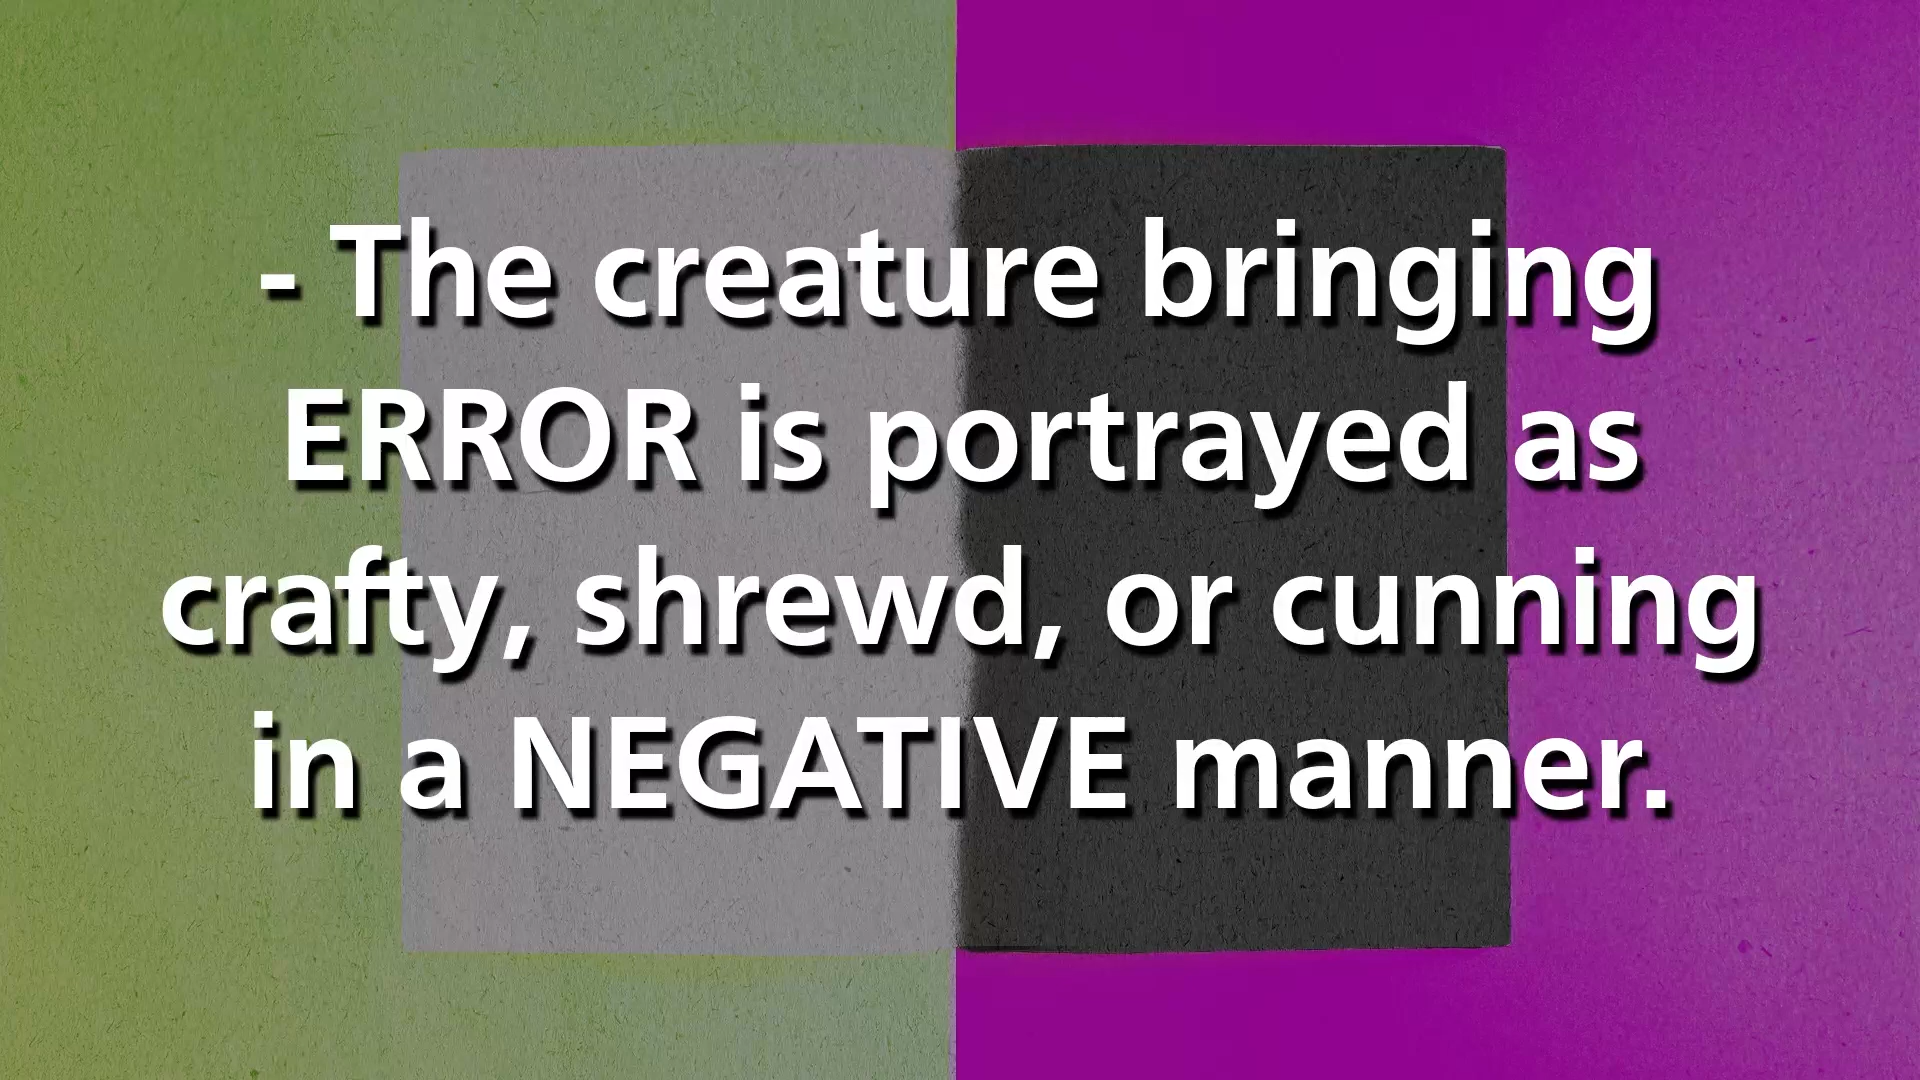 - The creature bringing
ERROR is portrayed as
crafty, shrewd, or cunning
in a NEGATIVE manner.